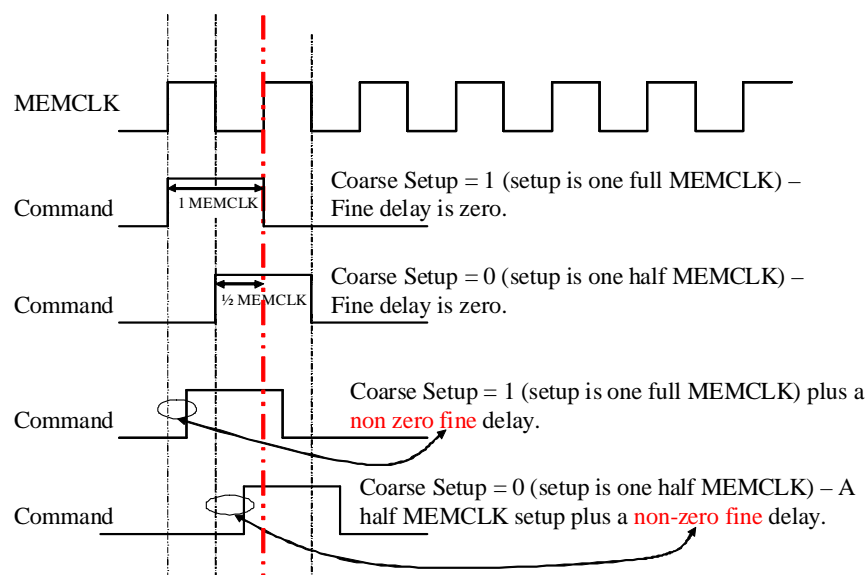 MEMCLK
Command
1 MEMCLK
Coarse Setup = 1 (setup is one full MEMCLK) –
Fine delay is zero.
Command
½ MEMCLK
Coarse Setup = 0 (setup is one half MEMCLK) –
Fine delay is zero.
Command
Coarse Setup = 1 (setup is one full MEMCLK) plus a
non zero fine delay.
Command
Coarse Setup = 0 (setup is one half MEMCLK) – A
half MEMCLK setup plus a non-zero fine delay.